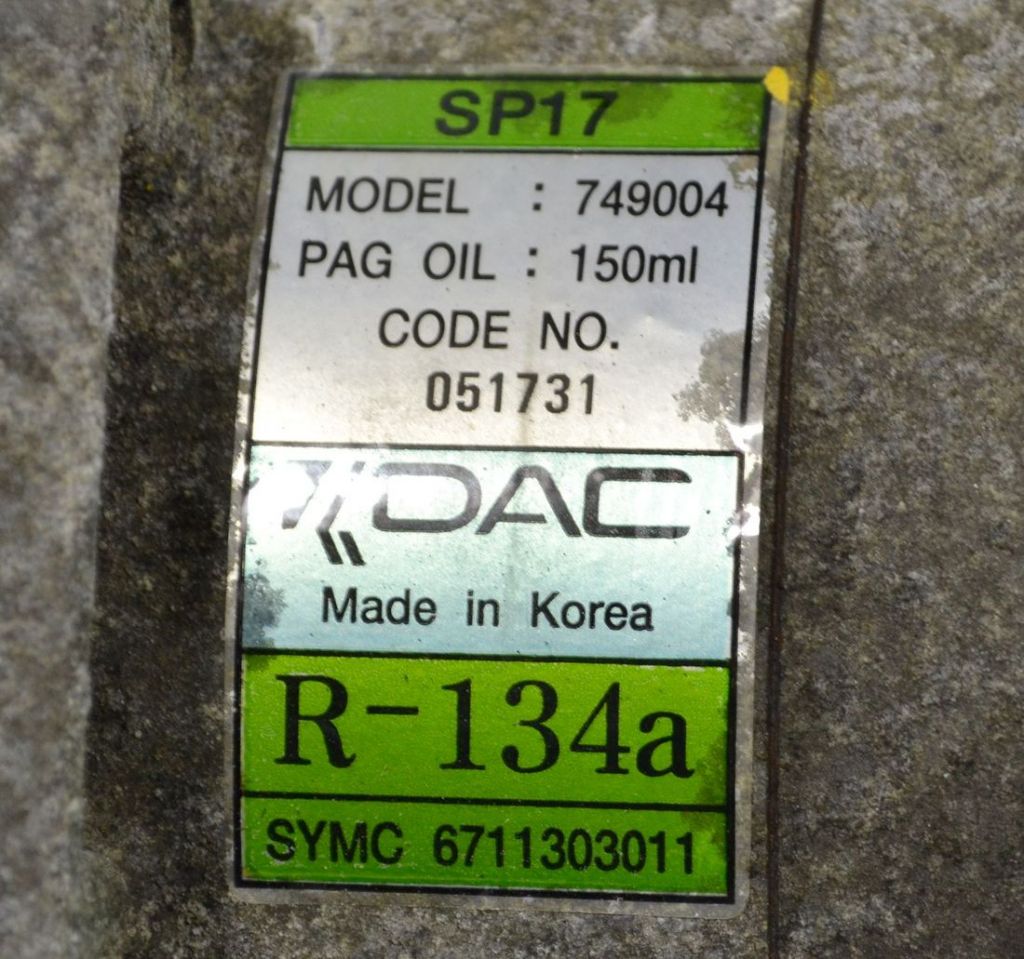 SP17
MODEL : 749004
PAG OIL : 150ml
CODE NO.
051731
DAC
Made in Korea
R-134a
SYMC 6711303011